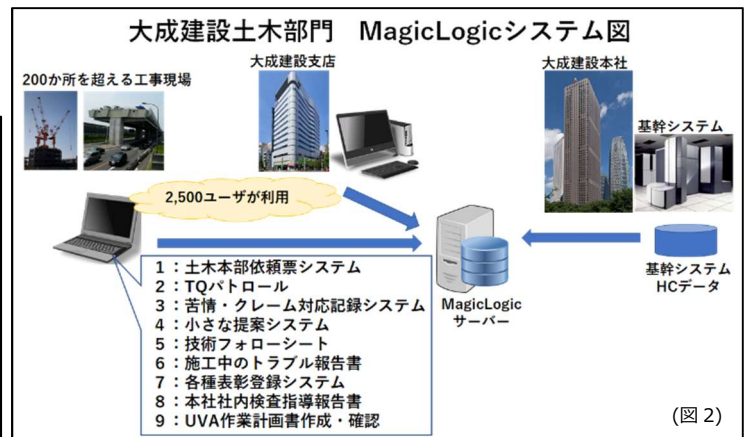 大成建設土木部門　MagicLogicシステム図
200か所を超える工事現場
大成建設支店
大成建設本社
基幹システム
2,500ユーザが利用
1：土木本部依頼票システム
2：TQパトロール
3：苦情・クレーム対応記録システム
4：小さな提案システム
5：技術フォローシート
6：施工中のトラブル報告書
7：各種表彰登録システム
8：本社社内検査指導報告書
9：UVA作業計画書作成・確認
MagicLogic
サーバー
基幹システム
HCデータ
(図2)